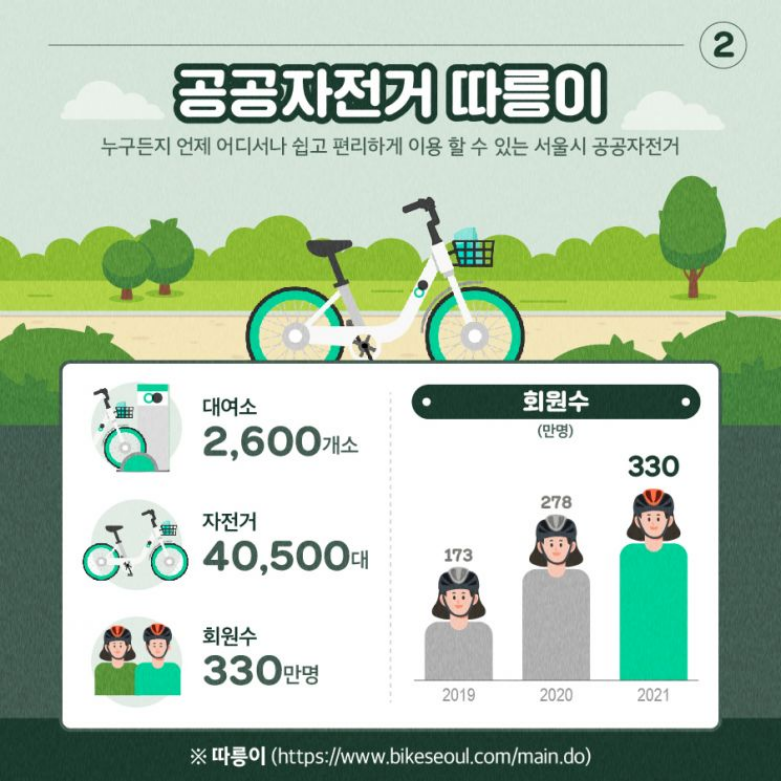 2
공공자전거 따릉이
누구든지 언제 어디서나 쉽고 편리하게 이용 할 수 있는 서울시 공공자전거
대여소
2,600개소
자전거
40,500대
회원수
330만명
회원수
(만명)
173
278
330
2019
2020
2021
※ 따릉이 (https://www.bikeseoul.com/main.do)